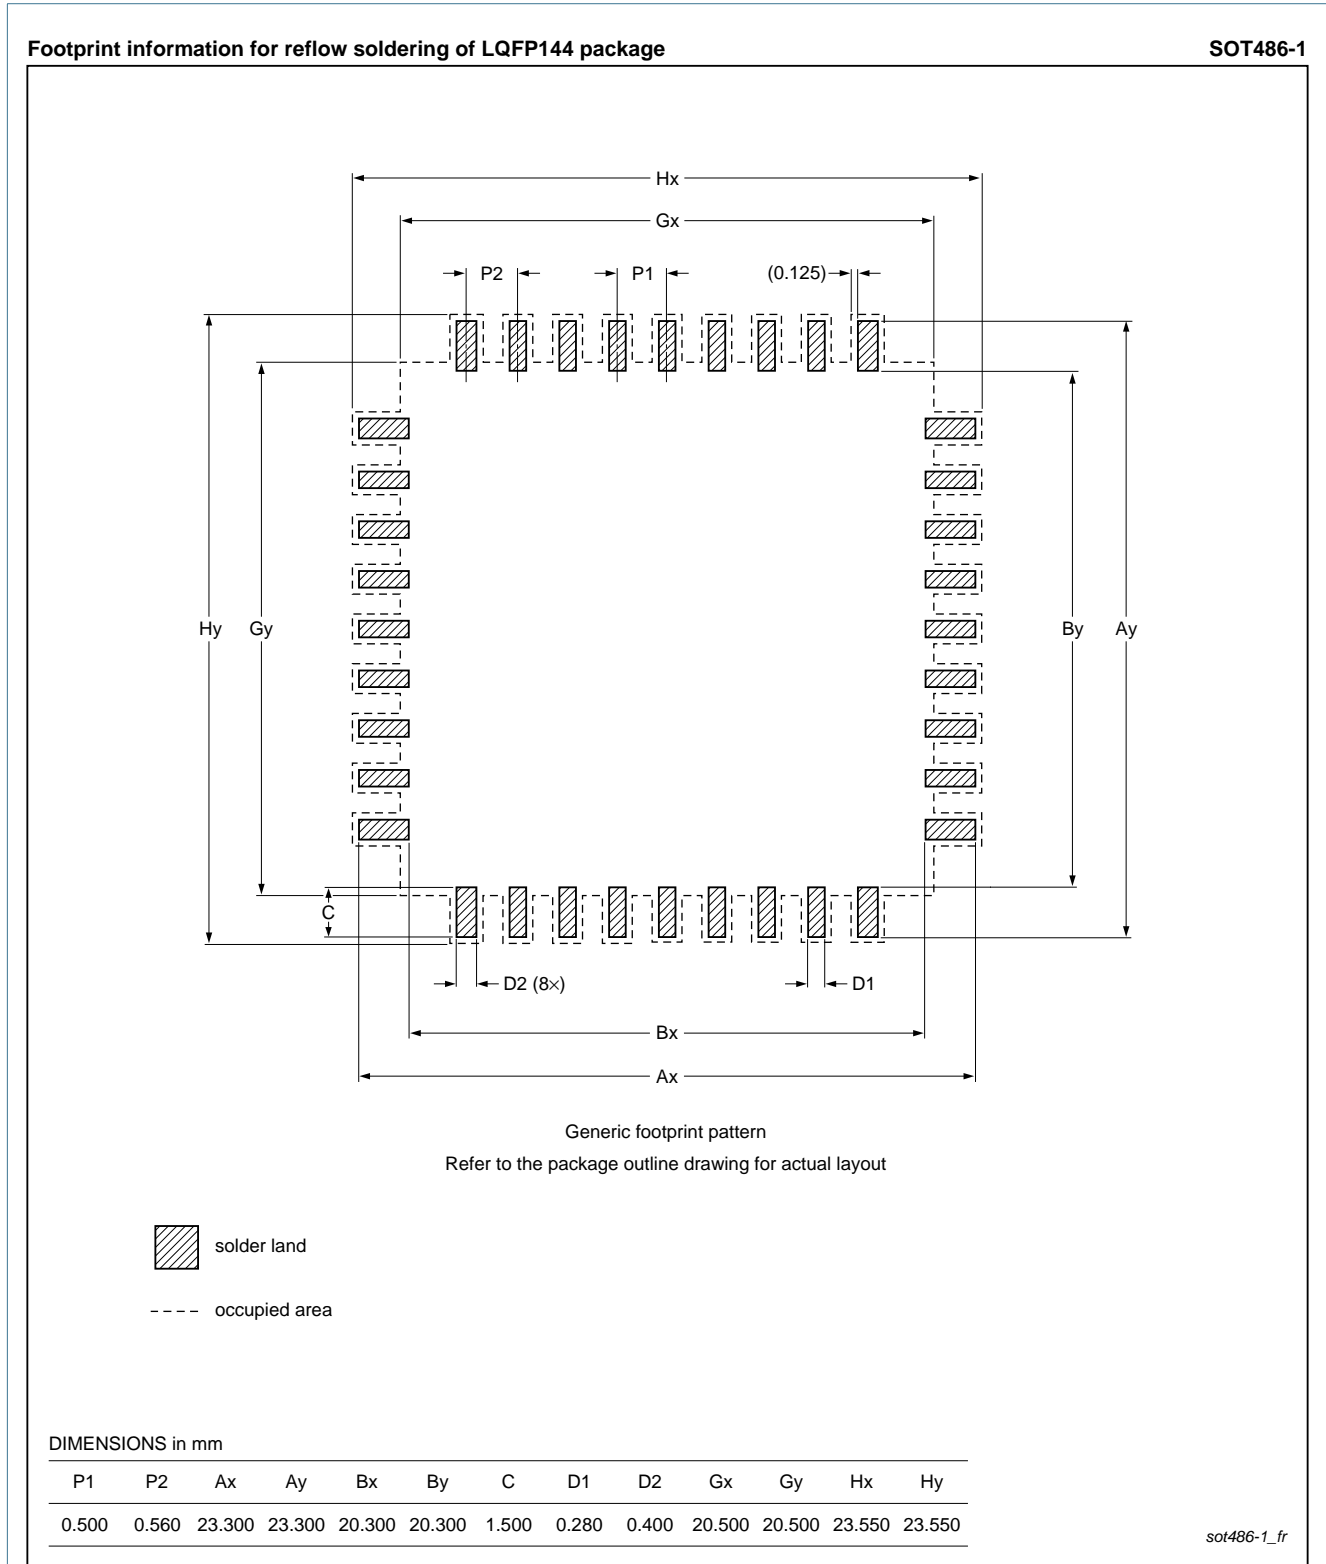 Footprint information for reflow soldering of LQFP144 package SOT486-1
Hx
Gx
P2 P1 (0.125)
Hy Gy By Ay
C
D2 (8×) D1
Bx
Ax
Generic footprint pattern
Refer to the package outline drawing for actual layout
solder land
occupied area
DIMENSIONS in mm
P1 P2 Ax Ay Bx By C D1 D2 Gx Gy Hx Hy
0.500 0.560 23.300 23.300 20.300 20.300 1.500 0.280 0.400 20.500 20.500 23.550 23.550
sot486-1_fr